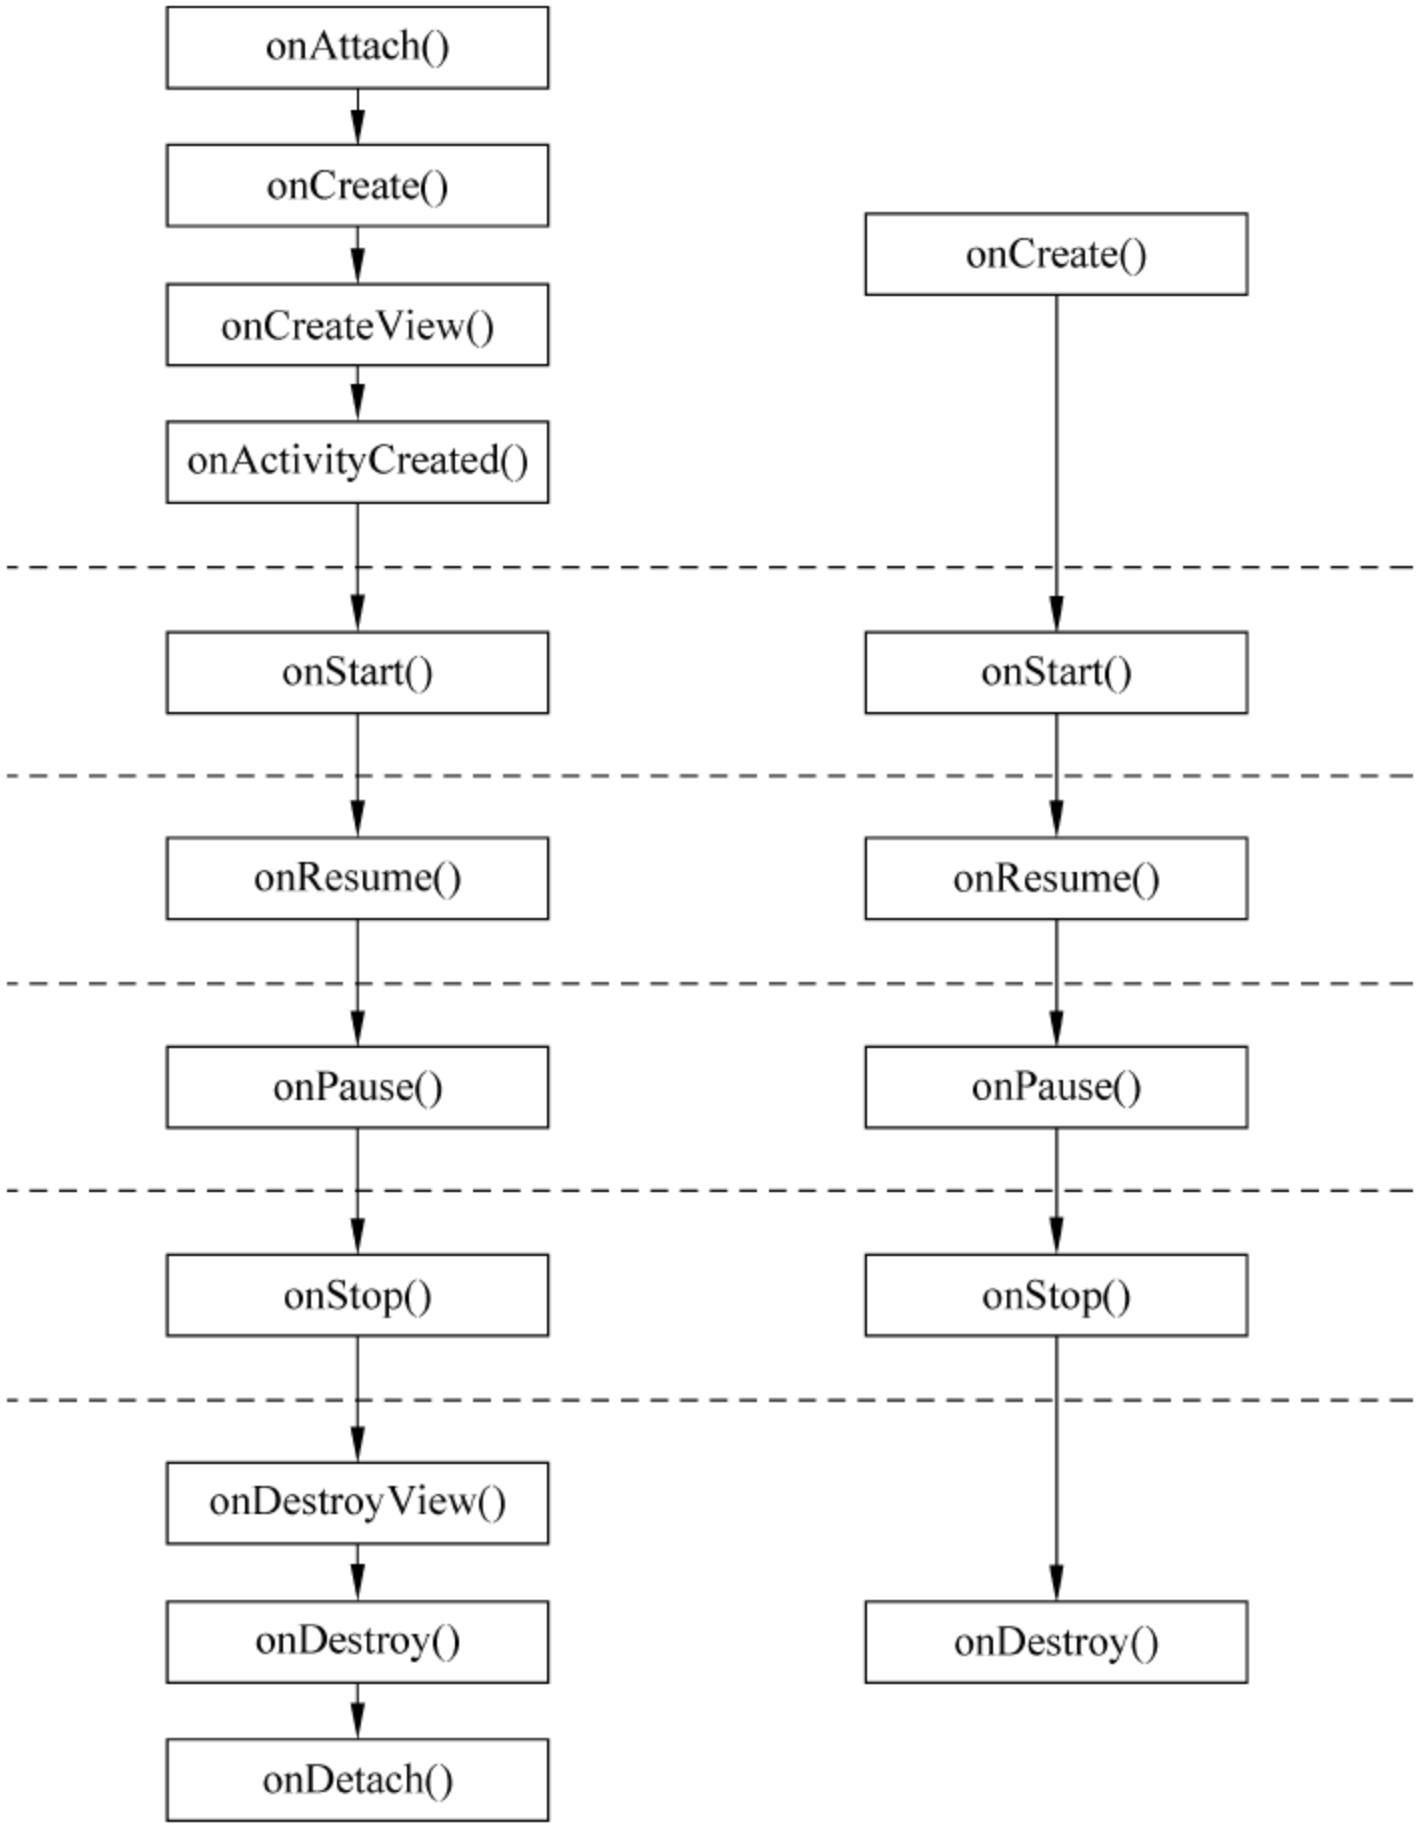 onAttach()
onCreate()
onCreateView()
onActivityCreated()
onStart()
onResume()
onPause()
onStop()
onDestroyView()
onDestroy()
onDetach()
onCreate()
onStart()
onResume()
onPause()
onStop()
onDestroy()